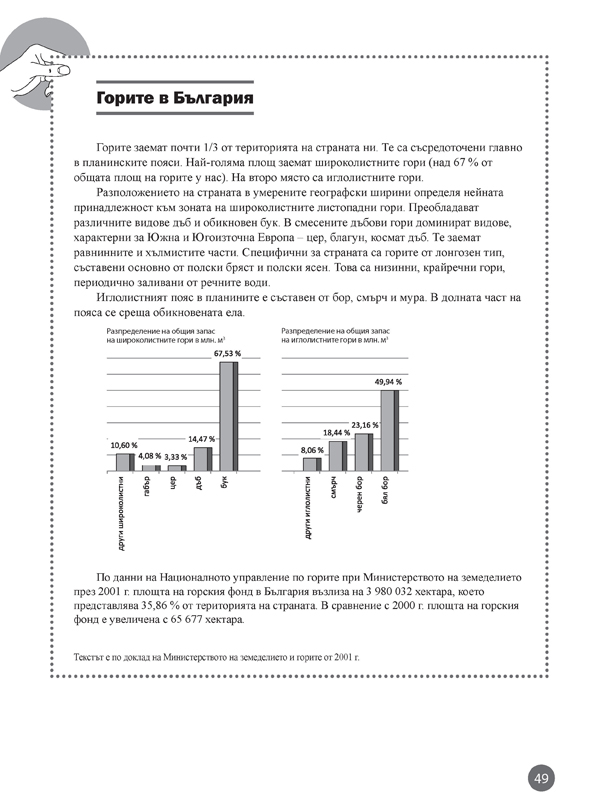 Горите в България
Горите заемат почти 1/3 от територията на страната ни. Те са съсредоточени главно
в планинските пояси. Най-голяма площ заемат широколистните гори (над 67 % от
общата площ на горите у нас). На второ място са иглолистните гори.
Разположението на страната в умерените географски ширини определя нейната
принадлежност към зоната на широколистните листопадни гори. Преобладават
различните видове дъб и обикновен бук. В смесените дъбови гори доминират видове,
характерни за Южна и Югоизточна Европа – цер, благун, космат дъб. Те заемат
равнинните и хълмистите части. Специфични за страната са горите от лонгозен тип,
съставени основно от полски бряст и полски ясен. Това са низинни, крайречни гори,
периодично заливани от речните води.
Иглолистният пояс в планините е съставен от бор, смърч и мура. В долната част на
пояса се среща обикновената ела.
Разпределение на общия запас
на широколистните гори в млн. м³
67,53 %
10,60 %
4,08 %
3,33 %
14,47 %
други широколистни
габър
цер
дъб
бук
Разпределение на общия запас
на иглолистните гори в млн. м³
49,94 %
8,06 %
18,44 %
23,16 %
други иглолистни
смърч
черен бор
бял бор
По данни на Националното управление по горите при Министерството на земеделието
през 2001 г. площта на горския фонд в България възлиза на 3 980 032 хектара, което
представлява 35,86 % от територията на страната. В сравнение с 2000 г. площта на горския
фонд е увеличена с 65 677 хектара.
Текстът е по доклад на Министерството на земеделието и горите от 2001 г.
49